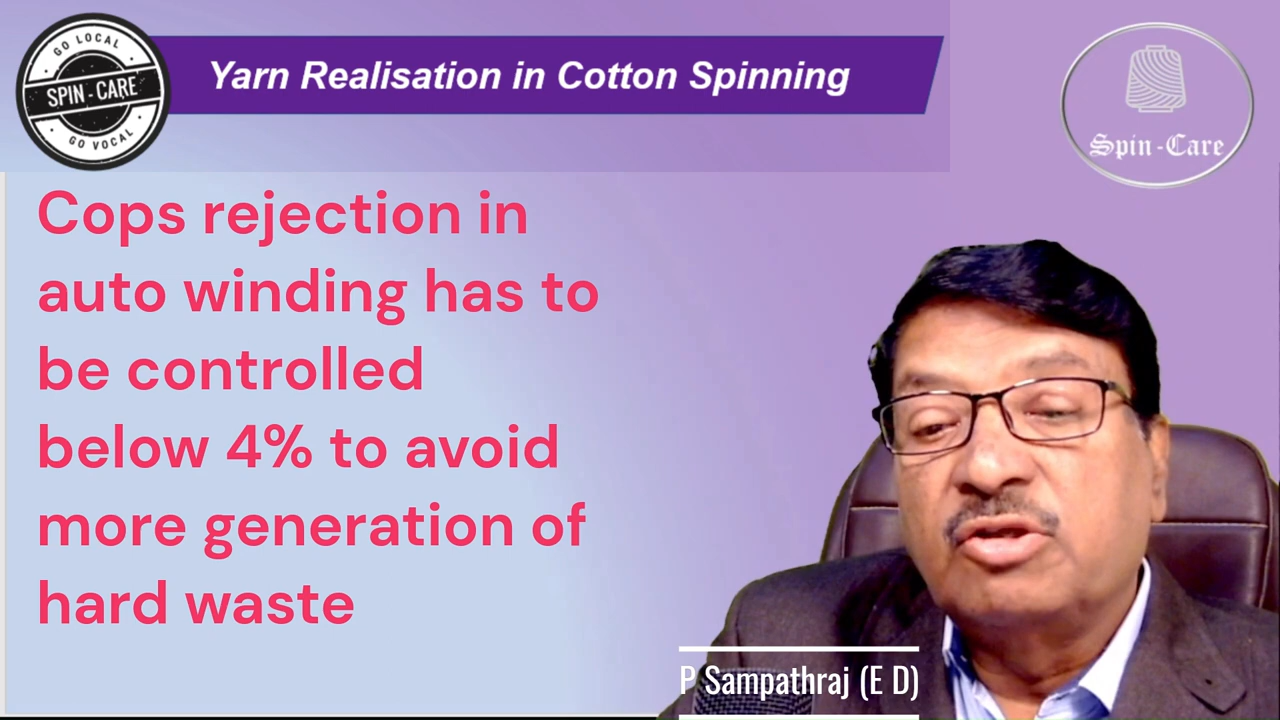 GO LOCAL
SPIN-CARE
GO VOCAL
Yarn Realisation in Cotton Spinning
Spin-Care
Cops rejection in
auto winding has to
be controlled
below 4% to avoid
more generation of
hard waste
P Sampathraj (E D)